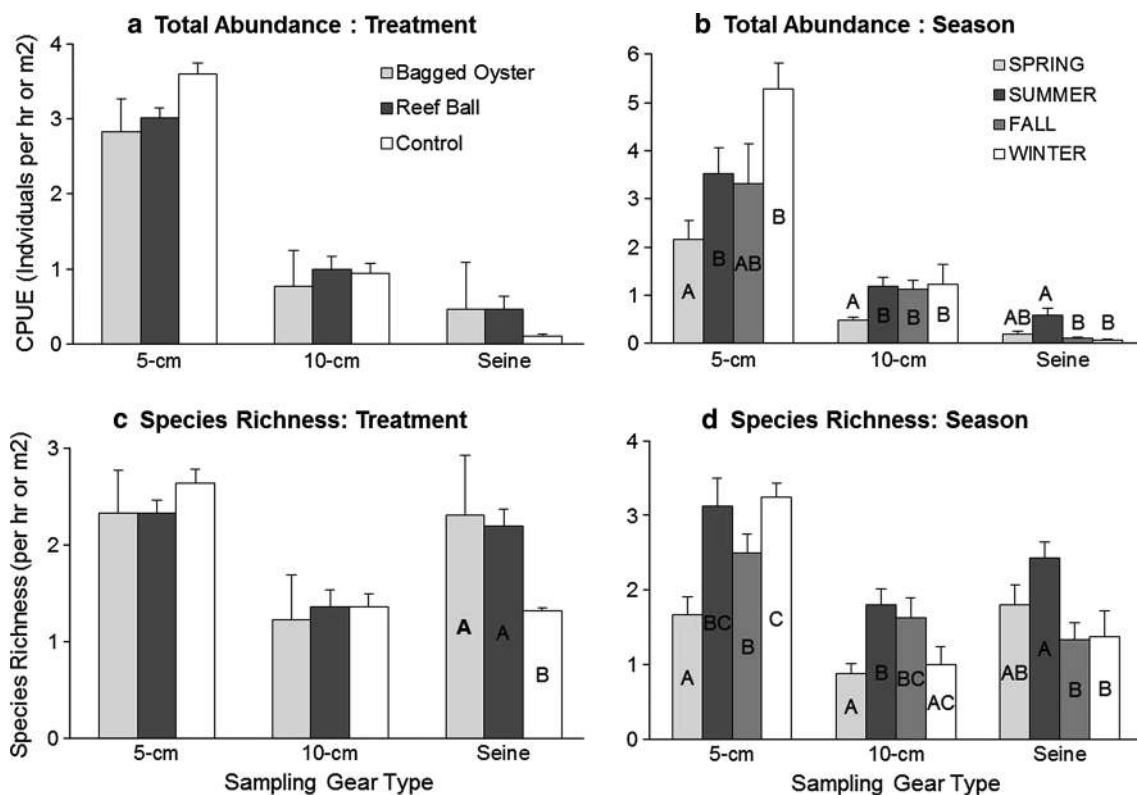 a Total Abundance : Treatment
CPUE (Indviduals per hr or m2)
4
3
2
1
0
Bagged Oyster
Reef Ball
Control
5-cm
10-cm
Seine
b Total Abundance : Season
6
5
4
3
2
1
0
SPRING
SUMMER
FALL
WINTER
A
B
AB
B
A
B
B
B
AB
A
B
B
5-cm
10-cm
Seine
c Species Richness: Treatment
Species Richness (per hr or m2)
3
2
1
0
A
A
B
5-cm
10-cm
Seine
Sampling Gear Type
d Species Richness: Season
4
3
2
1
0
A
BC
B
C
A
B
BC
AC
AB
A
B
B
5-cm
10-cm
Seine
Sampling Gear Type